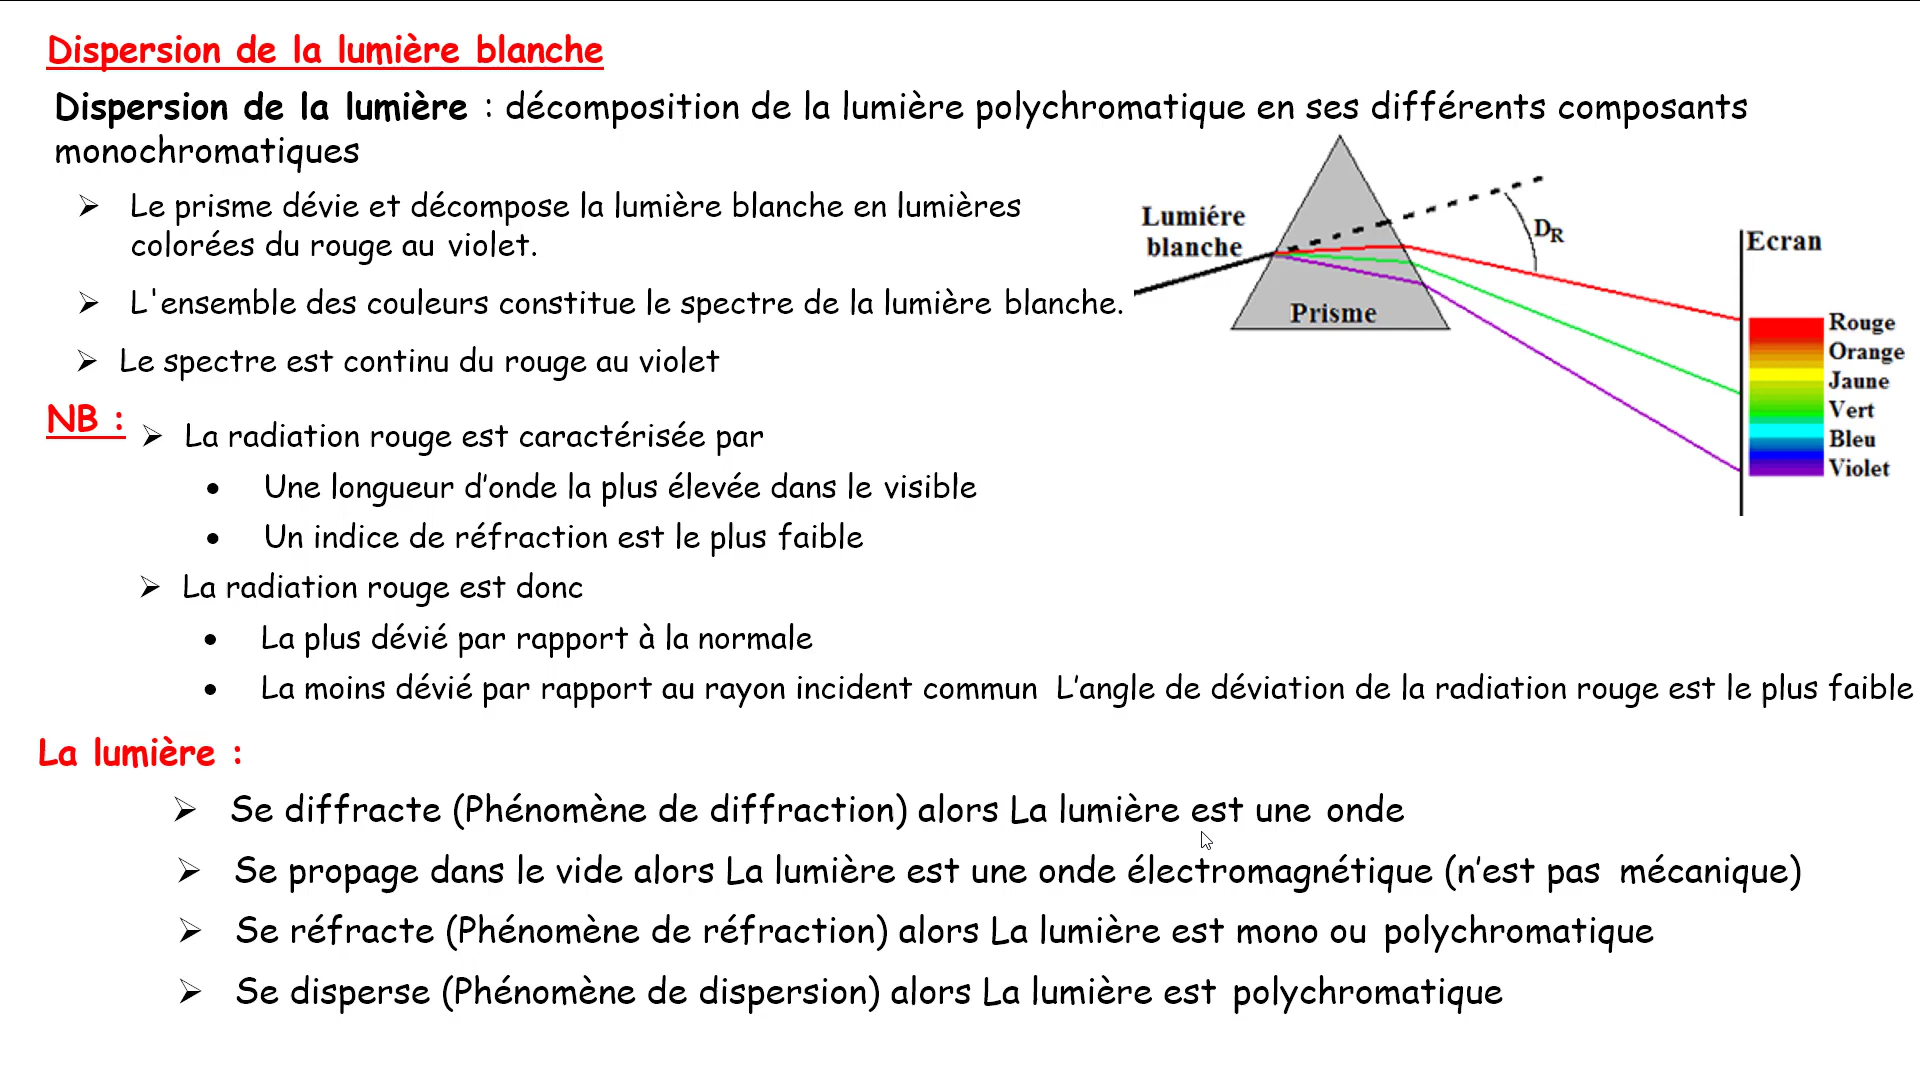 Dispersion de la lumière blanche
Dispersion de la lumière : décomposition de la lumière polychromatique en ses différents composants
monochromatiques
Le prisme dévie et décompose la lumière blanche en lumières
colorées du rouge au violet.
L'ensemble des couleurs constitue le spectre de la lumière blanche.
Le spectre est continu du rouge au violet
Lumiére
blanche
Prisme
DR
Ecran
Rouge
Orange
Jaune
Vert
Bleu
Violet
NB :
La radiation rouge est caractérisée par
Une longueur d’onde la plus élevée dans le visible
Un indice de réfraction est le plus faible
La radiation rouge est donc
La plus dévié par rapport à la normale
La moins dévié par rapport au rayon incident commun L’angle de déviation de la radiation rouge est le plus faible
La lumière :
Se diffracte (Phénomène de diffraction) alors La lumière est une onde
Se propage dans le vide alors La lumière est une onde électromagnétique (n’est pas mécanique)
Se réfracte (Phénomène de réfraction) alors La lumière est mono ou polychromatique
Se disperse (Phénomène de dispersion) alors La lumière est polychromatique